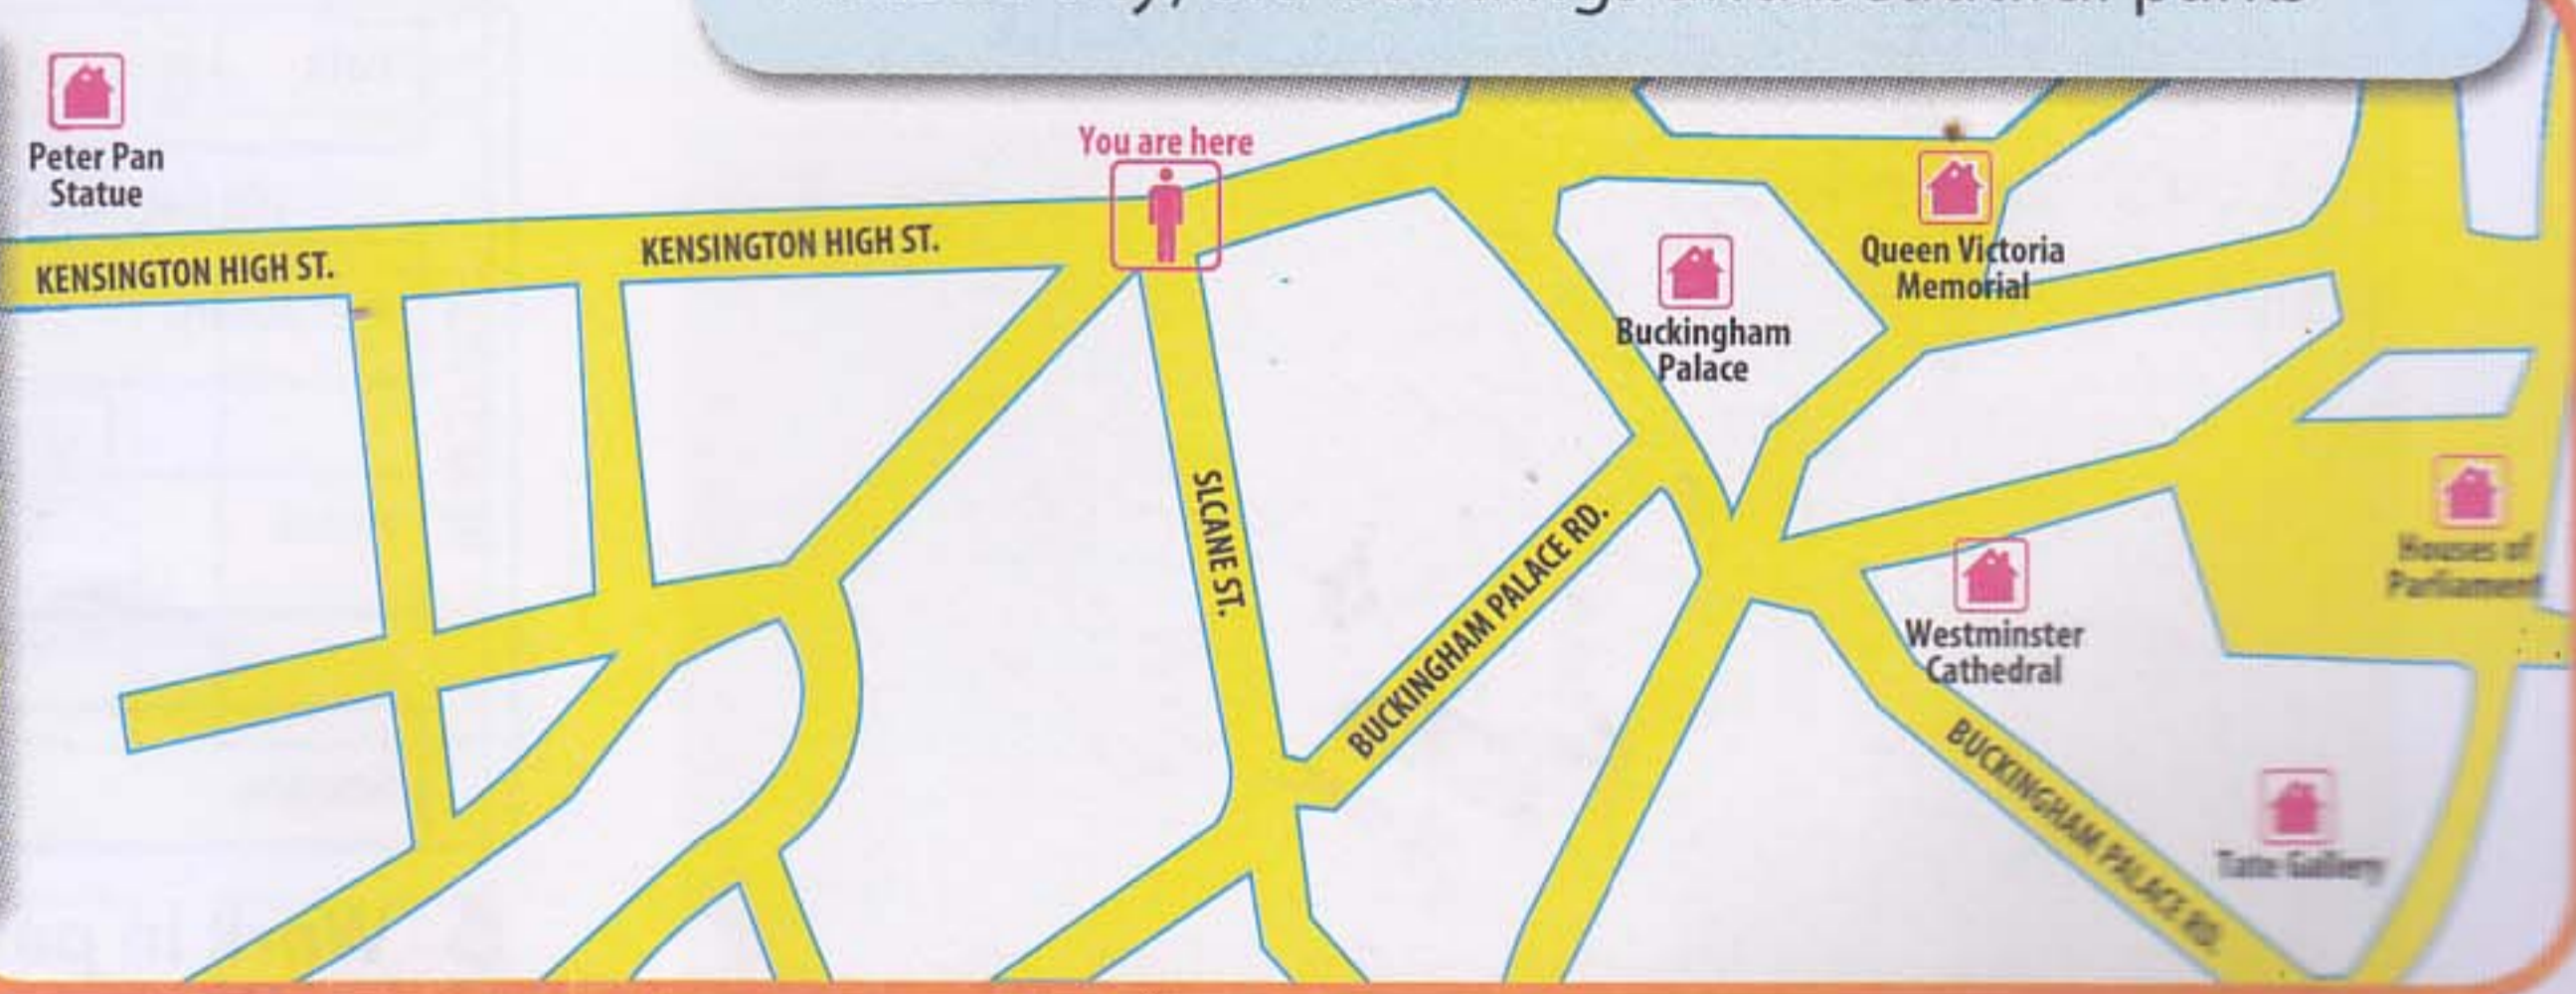 Peter Pan
Statue
You are here
KENSINGTON HIGH ST.
KENSINGTON HIGH ST.
Queen Victoria
Memorial
Buckingham
Palace
SLCANE ST.
BUCKINGHAM PALACE RD.
Houses of
Parliament
Westminster
Cathedral
BUCKINGHAM PALACE RD.
Tate Gallery